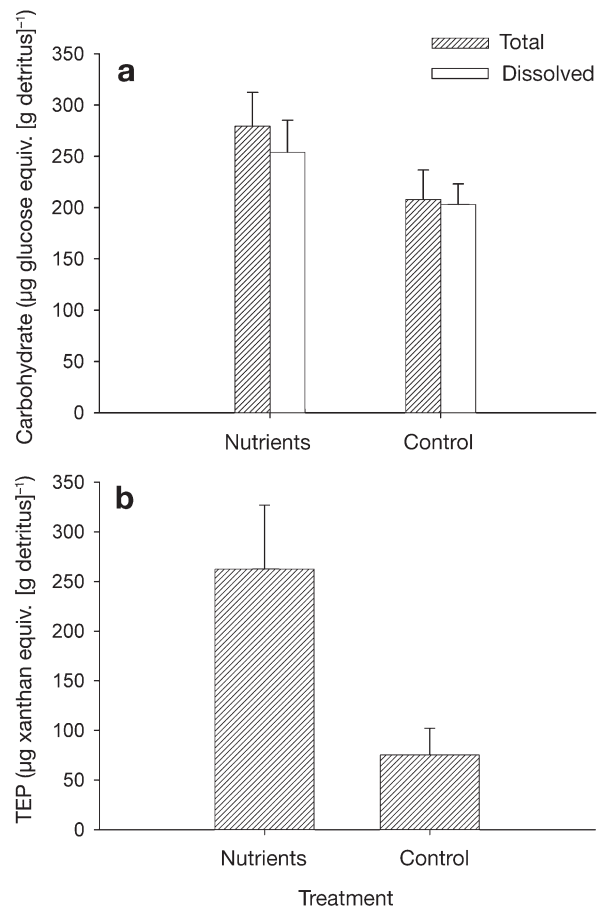 Total
Dissolved
a
Carbohydrate (µg glucose equiv. [g detritus]⁻¹)
350
300
250
200
150
100
50
0
Nutrients Control
b
TEP (µg xanthan equiv. [g detritus]⁻¹)
350
300
250
200
150
100
50
0
Nutrients Control
Treatment